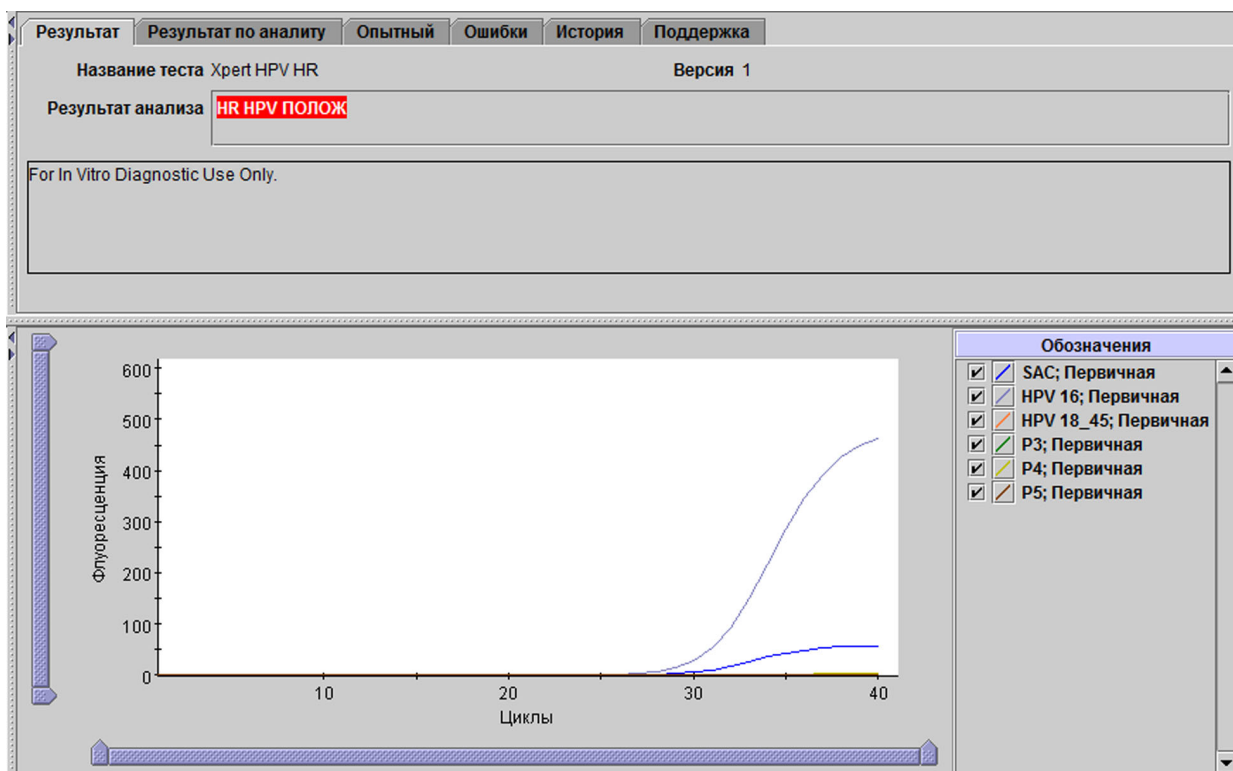 Результат Результат по аналиту Опытный Ошибки История Поддержка
Название теста Xpert HPV HR Версия 1
Результат анализа HR HPV ПОЛОЖ
For In Vitro Diagnostic Use Only.
600
500
400
300
200
100
0
Флуоресценция
10 20 30 40
Циклы
Обозначения
SAC; Первичная
HPV 16; Первичная
HPV 18_45; Первичная
P3; Первичная
P4; Первичная
P5; Первичная